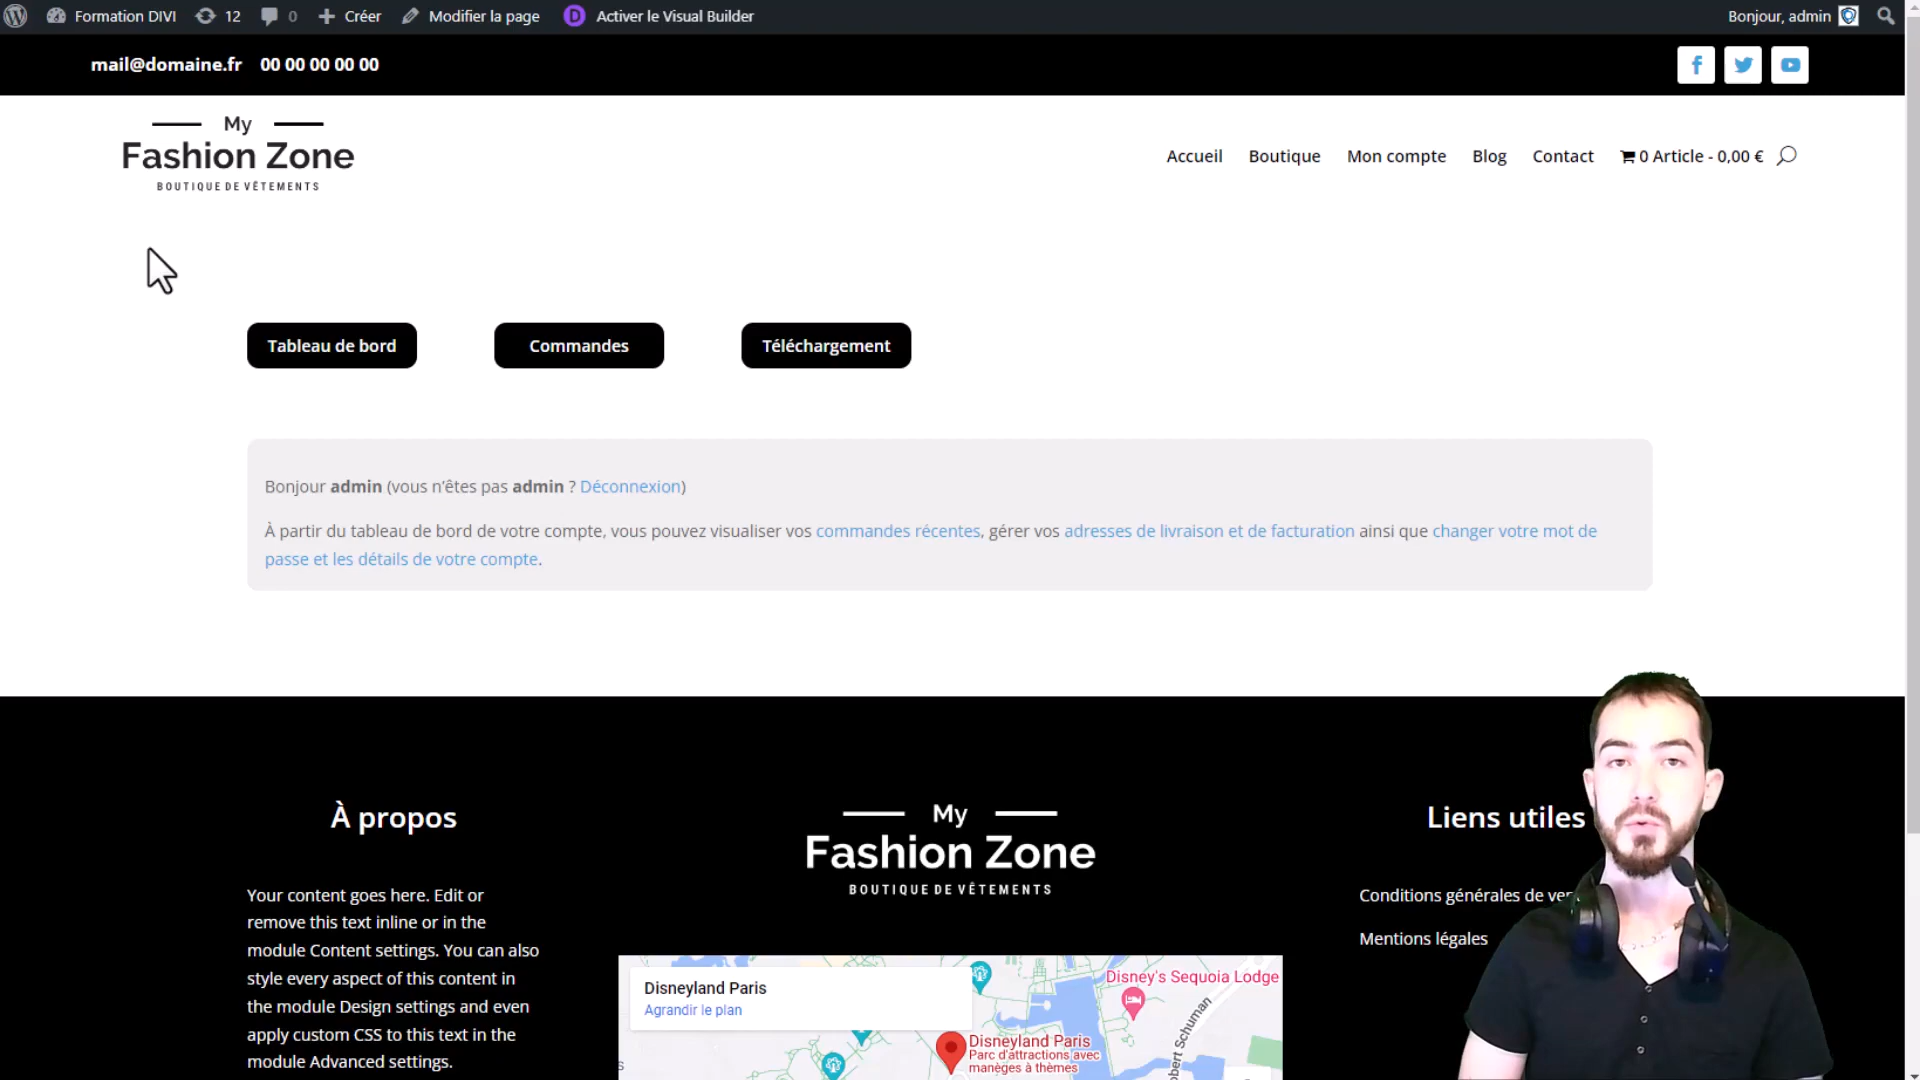 Formation DIVI 12 0 Créer Modifier la page Activer le Visual Builder Bonjour, admin
mail@domaine.fr 00 00 00 00 00
My
Fashion Zone
BOUTIQUE DE VÊTEMENTS
Accueil Boutique Mon compte Blog Contact 0 Article - 0,00 €
Tableau de bord Commandes Téléchargement
Bonjour admin (vous n'êtes pas admin ? Déconnexion)
À partir du tableau de bord de votre compte, vous pouvez visualiser vos commandes récentes, gérer vos adresses de livraison et de facturation ainsi que changer votre mot de
passe et les détails de votre compte.
À propos
Your content goes here. Edit or
remove this text inline or in the
module Content settings. You can also
style every aspect of this content in
the module Design settings and even
apply custom CSS to this text in the
module Advanced settings.
My
Fashion Zone
BOUTIQUE DE VÊTEMENTS
Disneyland Paris
Agrandir le plan
Disney's Sequoia Lodge
Disneyland Paris
Parc d'attractions avec
manèges à thèmes
Schuman
Liens utiles
Conditions générales de
Mentions légales